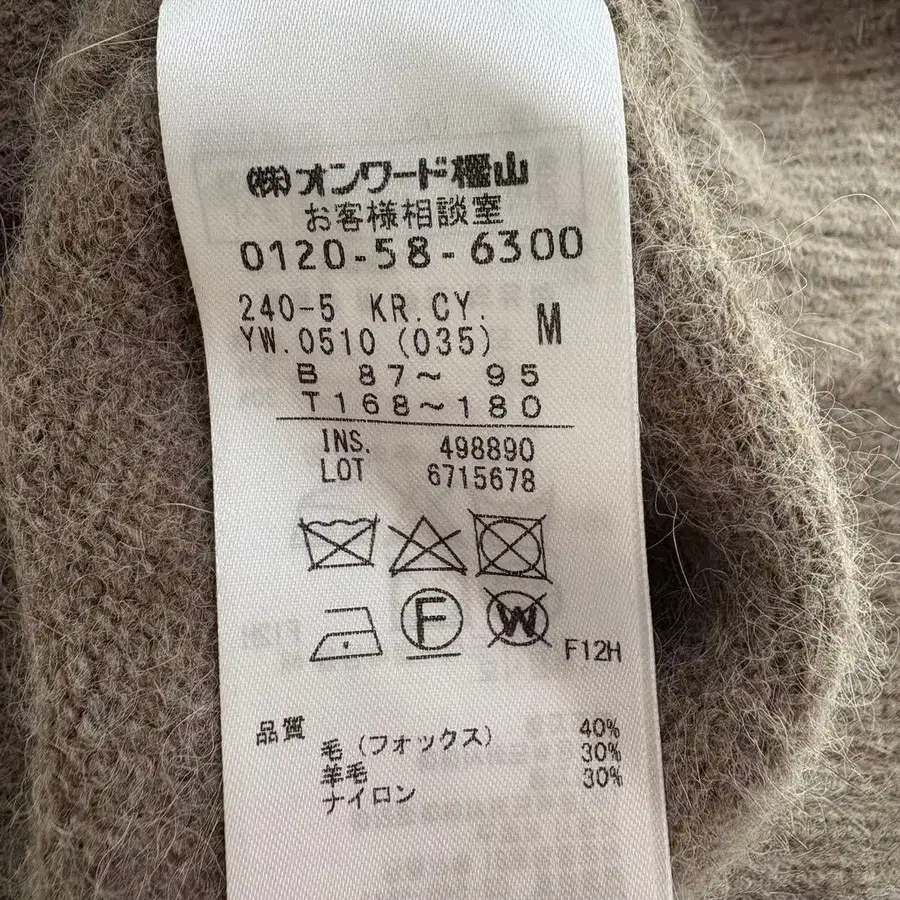 ㈱オンワード樫山
お客様相談室
0120-58-6300
240-5 KR.CY. M
YW.0510 (035)
B 87～ 95
T168～180
INS. 498890
LOT 6715678
F W F12H
品質
毛(フォックス) 40%
羊毛 30%
ナイロン 30%